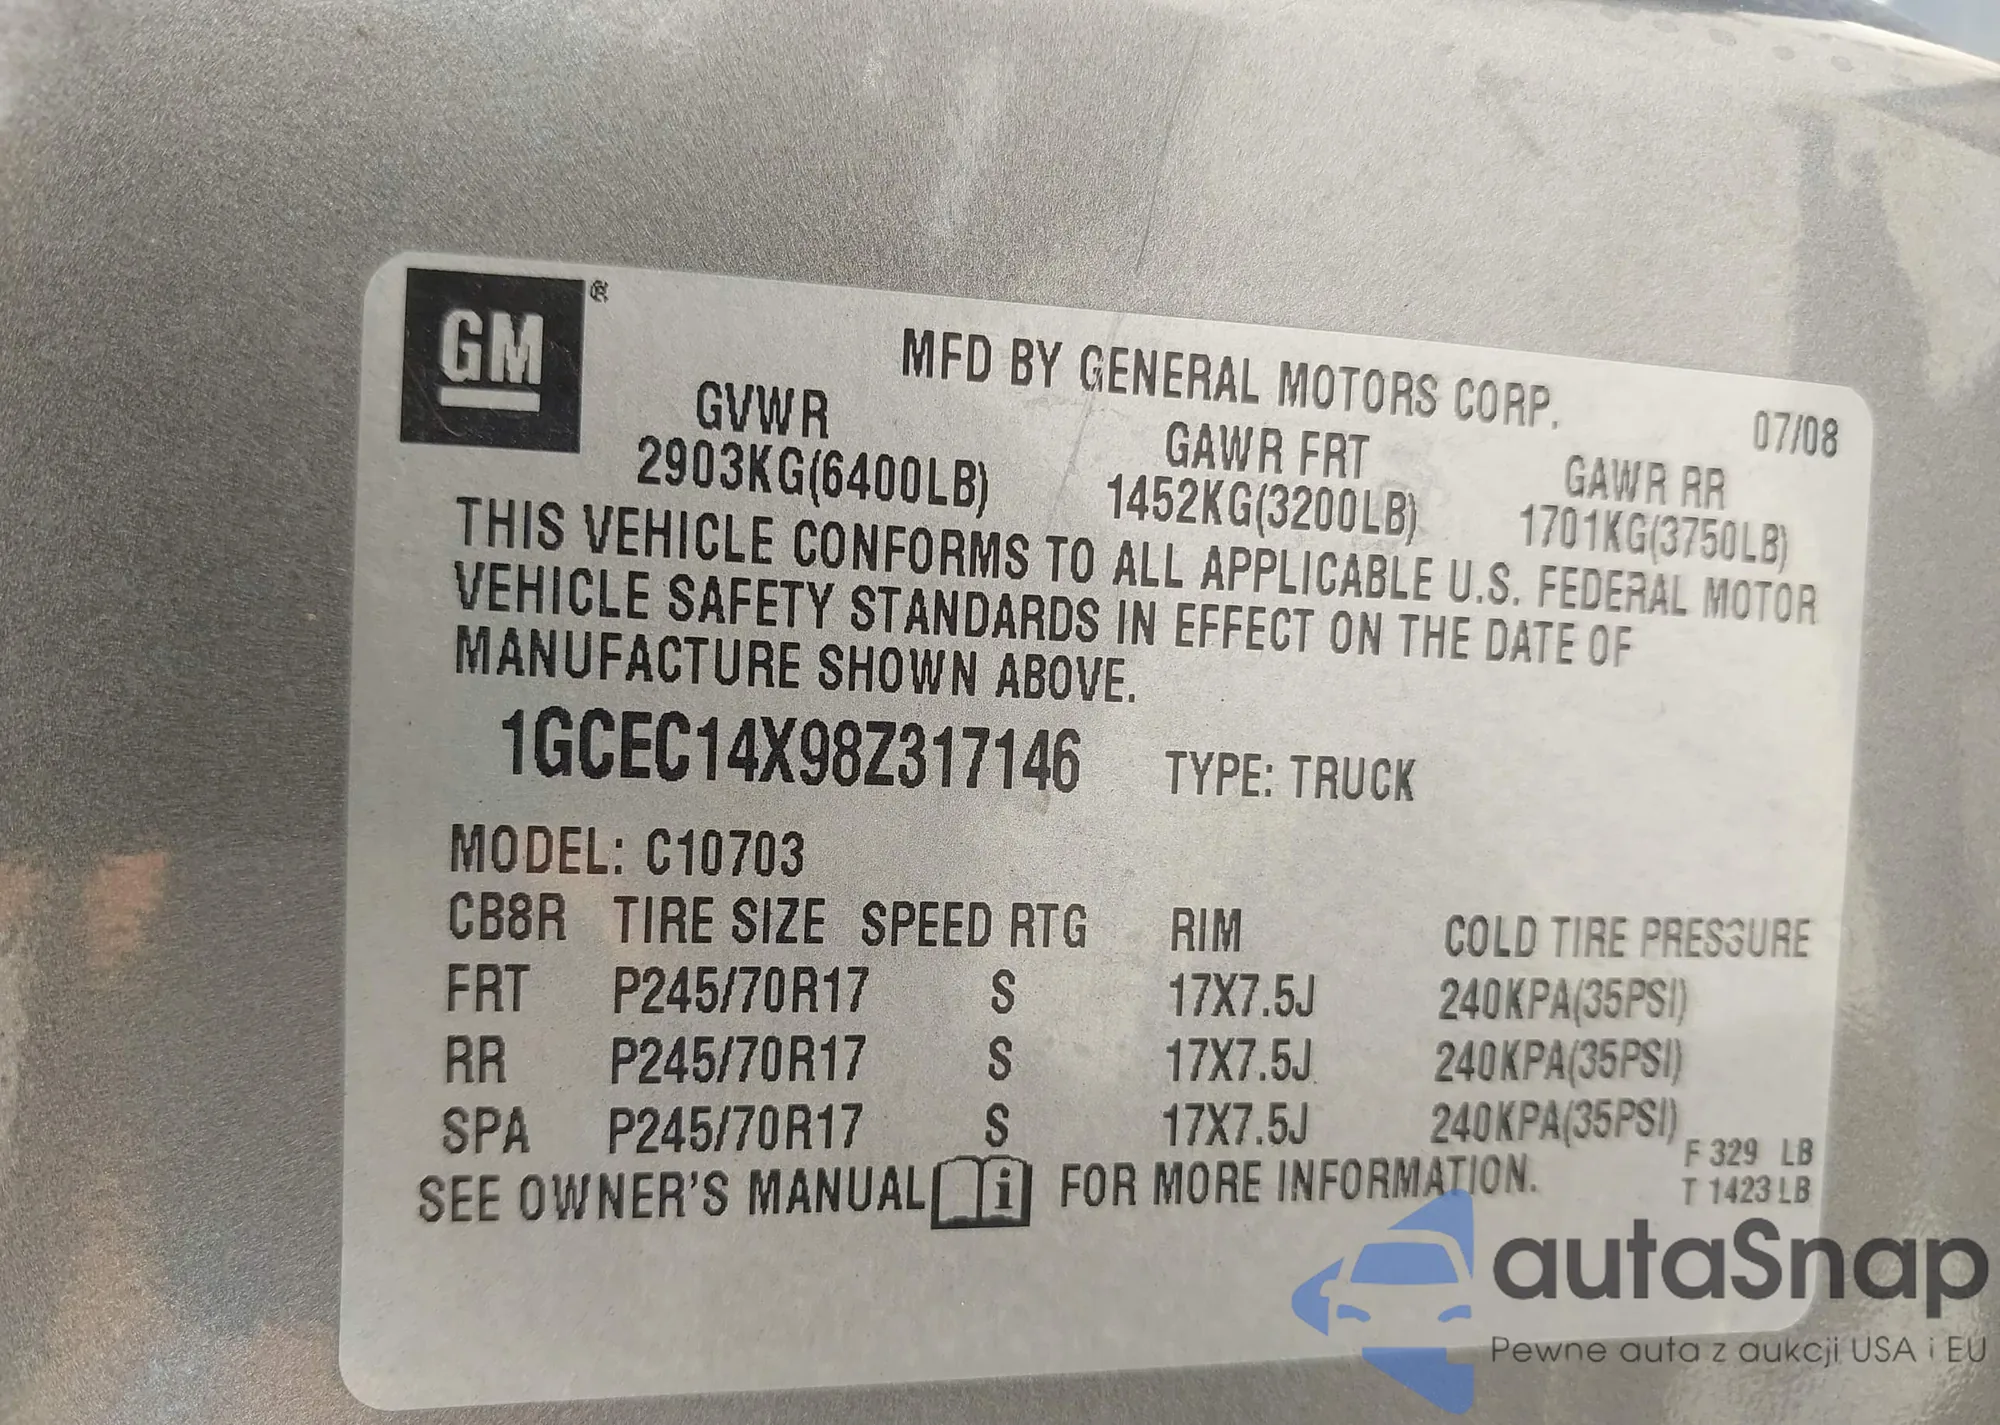 GM ®
MFD BY GENERAL MOTORS CORP.
07/08
GVWR GAWR FRT GAWR RR
2903KG(6400LB) 1452KG(3200LB) 1701KG(3750LB)
THIS VEHICLE CONFORMS TO ALL APPLICABLE U.S. FEDERAL MOTOR
VEHICLE SAFETY STANDARDS IN EFFECT ON THE DATE OF
MANUFACTURE SHOWN ABOVE.
1GCEC14X98Z317146 TYPE: TRUCK
MODEL: C10703
CB8R TIRE SIZE SPEED RTG RIM COLD TIRE PRESSURE
FRT P245/70R17 S 17X7.5J 240KPA(35PSI)
RR P245/70R17 S 17X7.5J 240KPA(35PSI)
SPA P245/70R17 S 17X7.5J 240KPA(35PSI)
F 329 LB
SEE OWNER'S MANUAL i FOR MORE INFORMATION.
T 1423 LB
autaSnap
Pewne auta z aukcji USA i EU